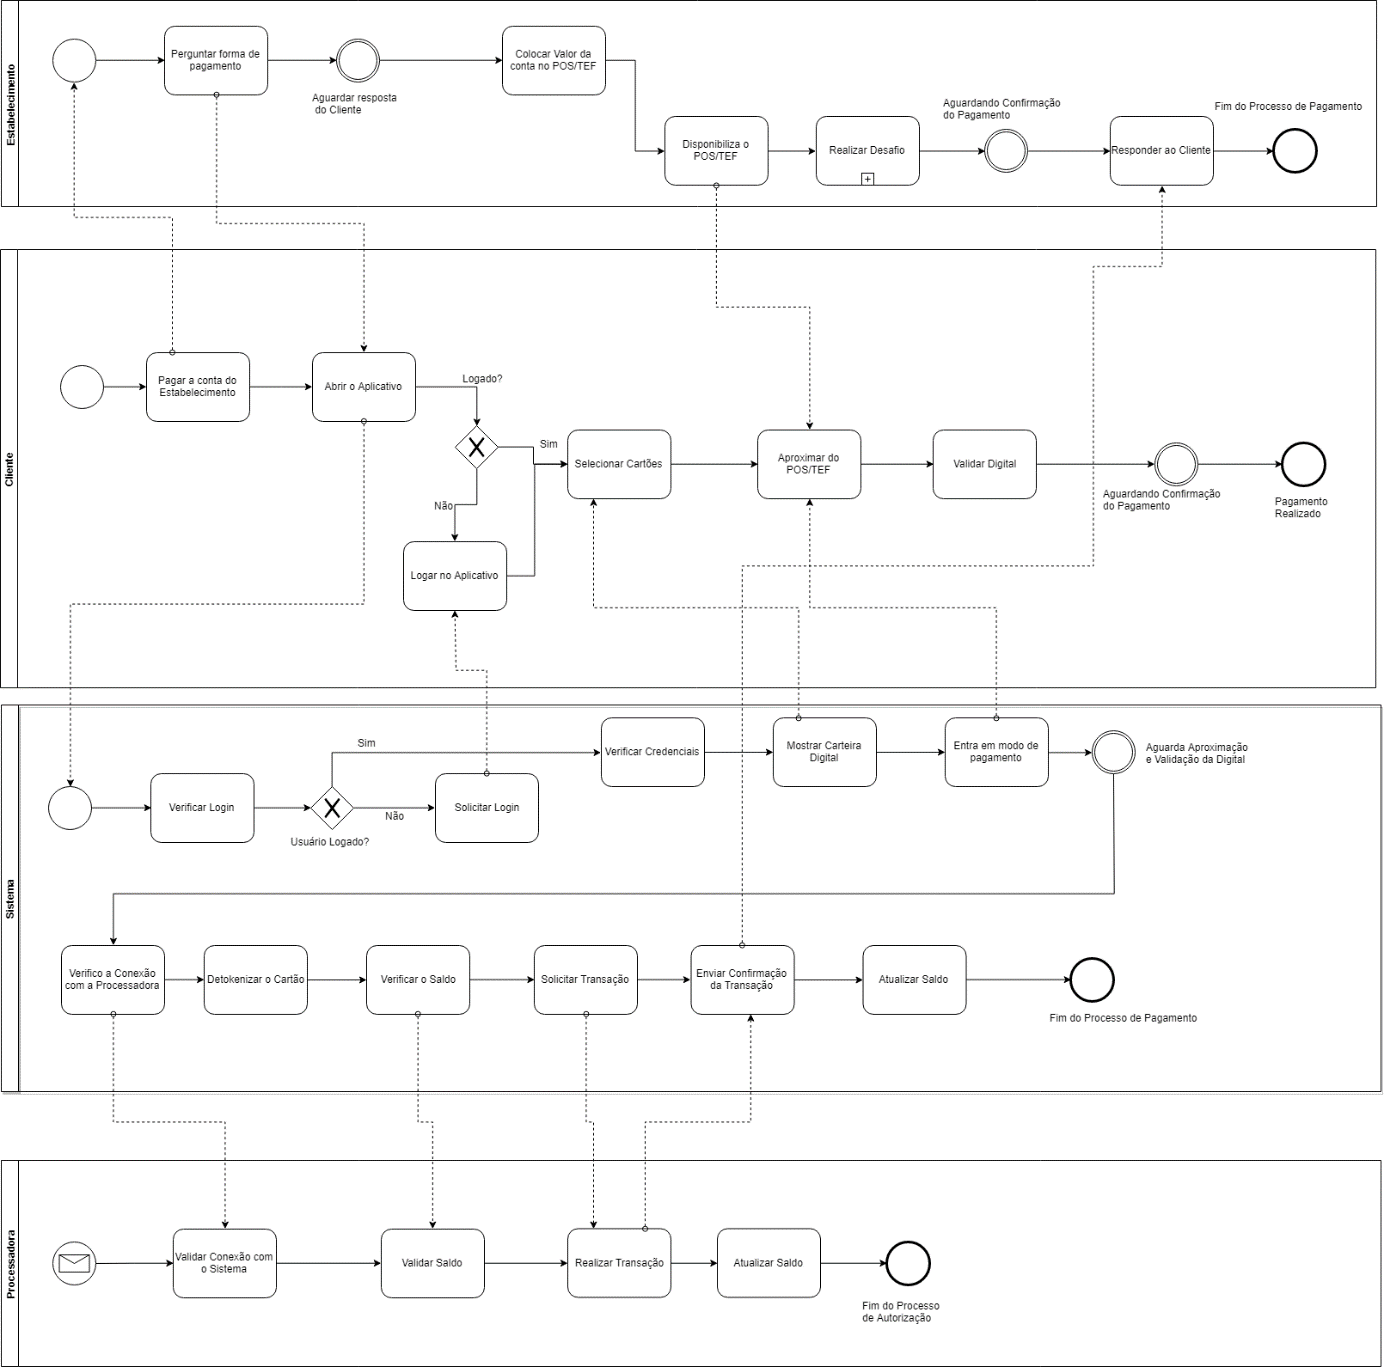 Estabelecimento
Perguntar forma de
pagamento
Aguardar resposta
do Cliente
Colocar Valor da
conta no POS/TEF
Disponibiliza o
POS/TEF
Realizar Desafio
Aguardando Confirmação
do Pagamento
Responder ao Cliente
Fim do Processo de Pagamento
Cliente
Pagar a conta do
Estabelecimento
Abrir o Aplicativo
Logado?
Sim
Não
Logar no Aplicativo
Selecionar Cartões
Aproximar do
POS/TEF
Validar Digital
Aguardando Confirmação
do Pagamento
Pagamento
Realizado
Sistema
Verificar Login
Usuário Logado?
Sim
Não
Solicitar Login
Verificar Credenciais
Mostrar Carteira
Digital
Entra em modo de
pagamento
Aguarda Aproximação
e Validação da Digital
Verifico a Conexão
com a Processadora
Detokenizar o Cartão
Verificar o Saldo
Solicitar Transação
Enviar Confirmação
da Transação
Atualizar Saldo
Fim do Processo de Pagamento
Processadora
Validar Conexão com
o Sistema
Validar Saldo
Realizar Transação
Atualizar Saldo
Fim do Processo
de Autorização